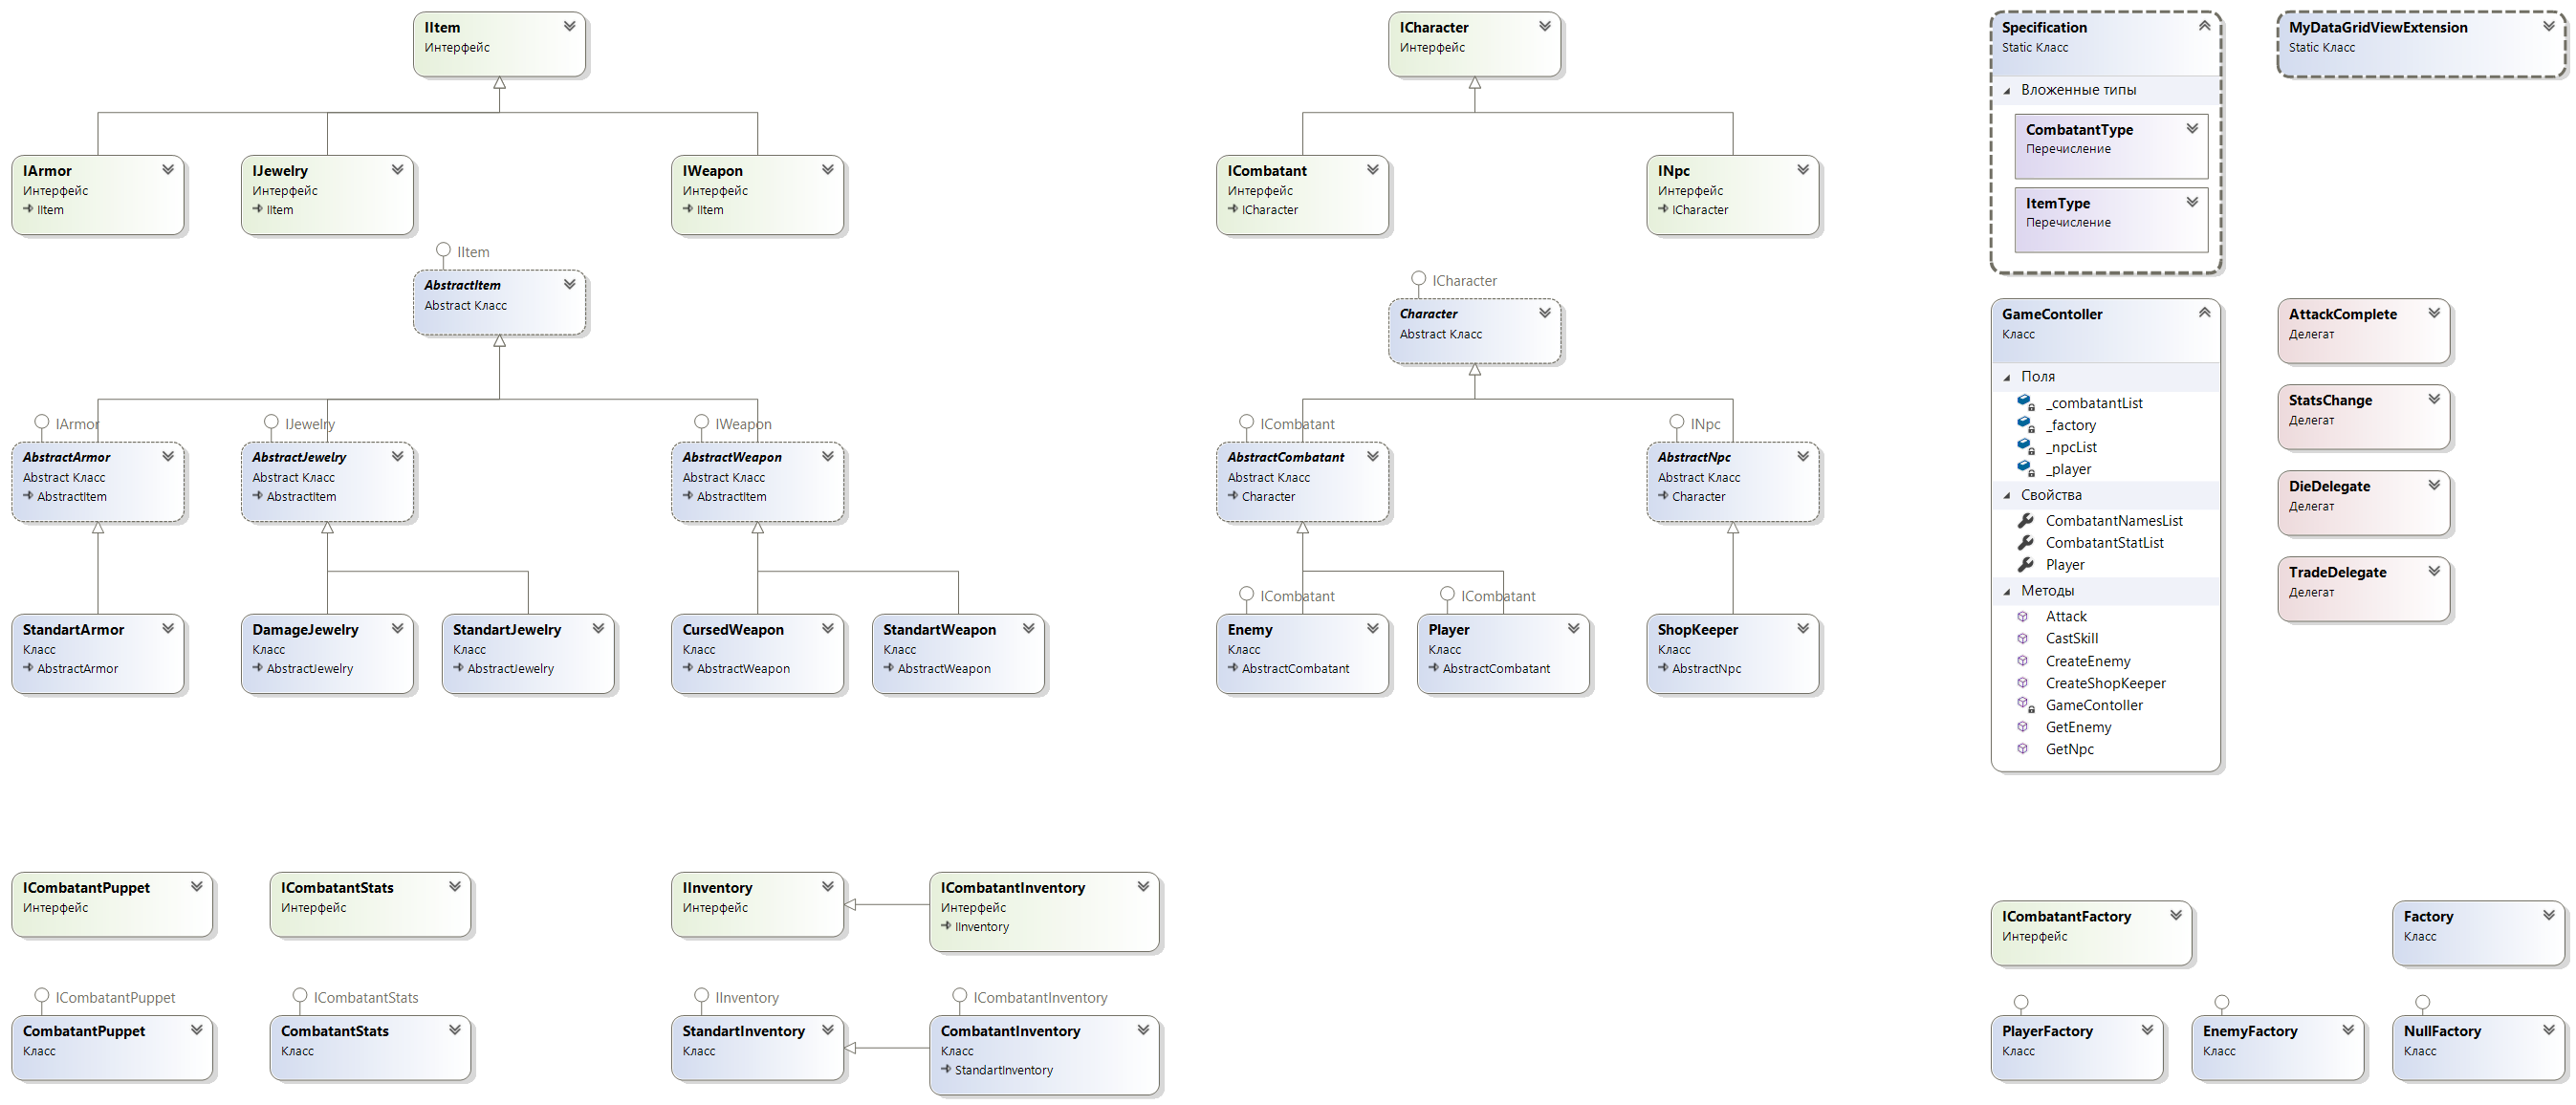 IItem
Интерфейс
ICharacter
Интерфейс
Specification
Static Класс
Вложенные типы
CombatantType
Перечисление
ItemType
Перечисление
MyDataGridViewExtension
Static Класс
IArmor
Интерфейс
IItem
IJewelry
Интерфейс
IItem
IWeapon
Интерфейс
IItem
ICombatant
Интерфейс
ICharacter
INpc
Интерфейс
ICharacter
IItem
AbstractItem
Abstract Класс
ICharacter
Character
Abstract Класс
GameContoller
Класс
Поля
_combatantList
_factory
_npcList
_player
Свойства
CombatantNamesList
CombatantStatList
Player
Методы
Attack
CastSkill
CreateEnemy
CreateShopKeeper
GameContoller
GetEnemy
GetNpc
AttackComplete
Делегат
StatsChange
Делегат
DieDelegate
Делегат
TradeDelegate
Делегат
IArmor
AbstractArmor
Abstract Класс
AbstractItem
IJewelry
AbstractJewelry
Abstract Класс
AbstractItem
IWeapon
AbstractWeapon
Abstract Класс
AbstractItem
ICombatant
AbstractCombatant
Abstract Класс
Character
INpc
AbstractNpc
Abstract Класс
Character
StandartArmor
Класс
AbstractArmor
DamageJewelry
Класс
AbstractJewelry
StandartJewelry
Класс
AbstractJewelry
CursedWeapon
Класс
AbstractWeapon
StandartWeapon
Класс
AbstractWeapon
ICombatant
Enemy
Класс
AbstractCombatant
ICombatant
Player
Класс
AbstractCombatant
ShopKeeper
Класс
AbstractNpc
ICombatantPuppet
Интерфейс
ICombatantStats
Интерфейс
IInventory
Интерфейс
ICombatantInventory
Интерфейс
IInventory
ICombatantFactory
Интерфейс
Factory
Класс
ICombatantPuppet
CombatantPuppet
Класс
ICombatantStats
CombatantStats
Класс
IInventory
StandartInventory
Класс
ICombatantInventory
CombatantInventory
Класс
StandartInventory
PlayerFactory
Класс
EnemyFactory
Класс
NullFactory
Класс